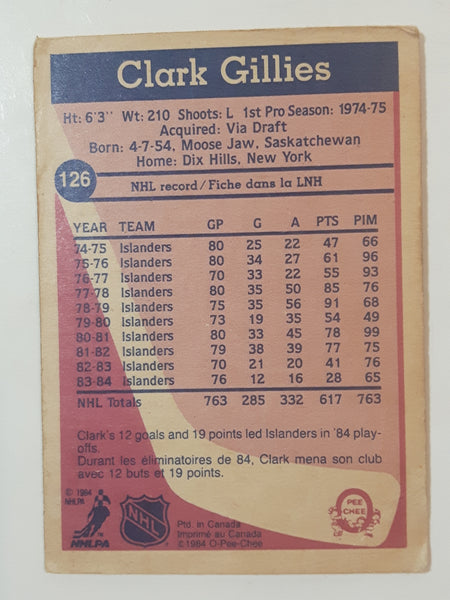 Clark Gillies
Ht: 6'3" Wt: 210 Shoots: L 1st Pro Season: 1974-75
Acquired: Via Draft
Born: 4-7-54, Moose Jaw, Saskatchewan
Home: Dix Hills, New York
126
NHL record/Fiche dans la LNH
YEAR TEAM GP G A PTS PIM
74-75 Islanders 80 25 22 47 66
75-76 Islanders 80 34 27 61 96
76-77 Islanders 70 33 22 55 93
77-78 Islanders 80 35 50 85 76
78-79 Islanders 75 35 56 91 68
79-80 Islanders 73 19 35 54 49
80-81 Islanders 80 33 45 78 99
81-82 Islanders 79 38 39 77 75
82-83 Islanders 70 21 20 41 76
83-84 Islanders 76 12 16 28 65
NHL Totals 763 285 332 617 763
Clark's 12 goals and 19 points led Islanders in '84 play-
offs.
Durant les éliminatoires de 84, Clark mena son club
avec 12 buts et 19 points.
© 1984
NHLPA
NHLPA
NHL
Ptd. in Canada
Imprimé au Canada
© 1984 O-Pee-Chee
O
PEE
CHEE